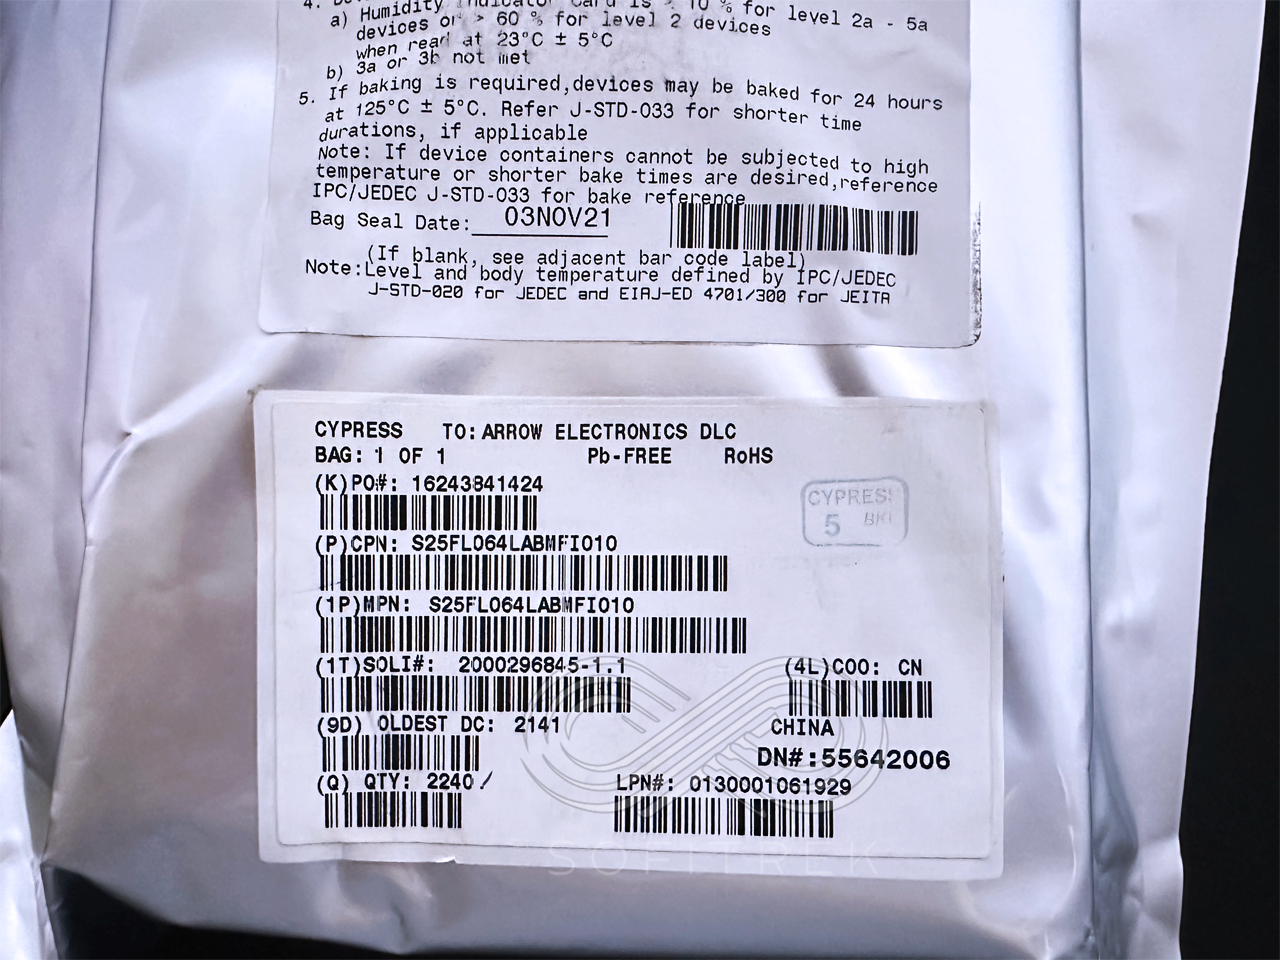 a) Humidity Indicator Card is > 10 % for level 2a - 5a
devices or > 60 % for level 2 devices
when read at 23°C ± 5°C
b) 3a or 3b not met
5. If baking is required,devices may be baked for 24 hours
at 125°C ± 5°C. Refer J-STD-033 for shorter time
durations, if applicable
Note: If device containers cannot be subjected to high
temperature or shorter bake times are desired,reference
IPC/JEDEC J-STD-033 for bake reference
Bag Seal Date: 03NOV21
(If blank, see adjacent bar code label)
Note:Level and body temperature defined by IPC/JEDEC
J-STD-020 for JEDEC and EIAJ-ED 4701/300 for JEITA
CYPRESS TO: ARROW ELECTRONICS DLC
BAG: 1 OF 1 Pb-FREE RoHS
(K)PO#: 16243841424
CYPRESS
5 BKI
(P)CPN: S25FL064LABMFI010
(1P)MPN: S25FL064LABMFI010
(1T)SOLI#: 2000296845-1.1 (4L)COO: CN
(9D) OLDEST DC: 2141 CHINA
DN#:55642006
(Q) QTY: 2240 LPN#: 0130001061929
SOFITREK